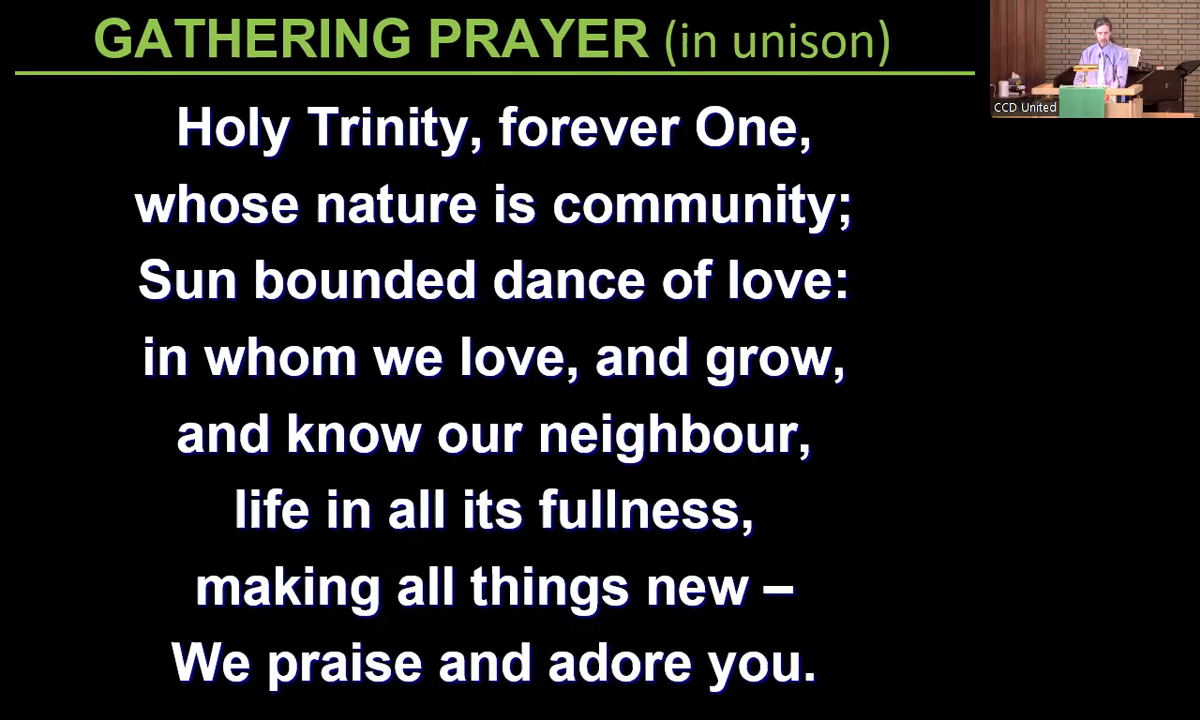 GATHERING PRAYER (in unison)
Holy Trinity, forever One,
whose nature is community;
Sun bounded dance of love:
in whom we love, and grow,
and know our neighbour,
life in all its fullness,
making all things new –
We praise and adore you.
CCD United